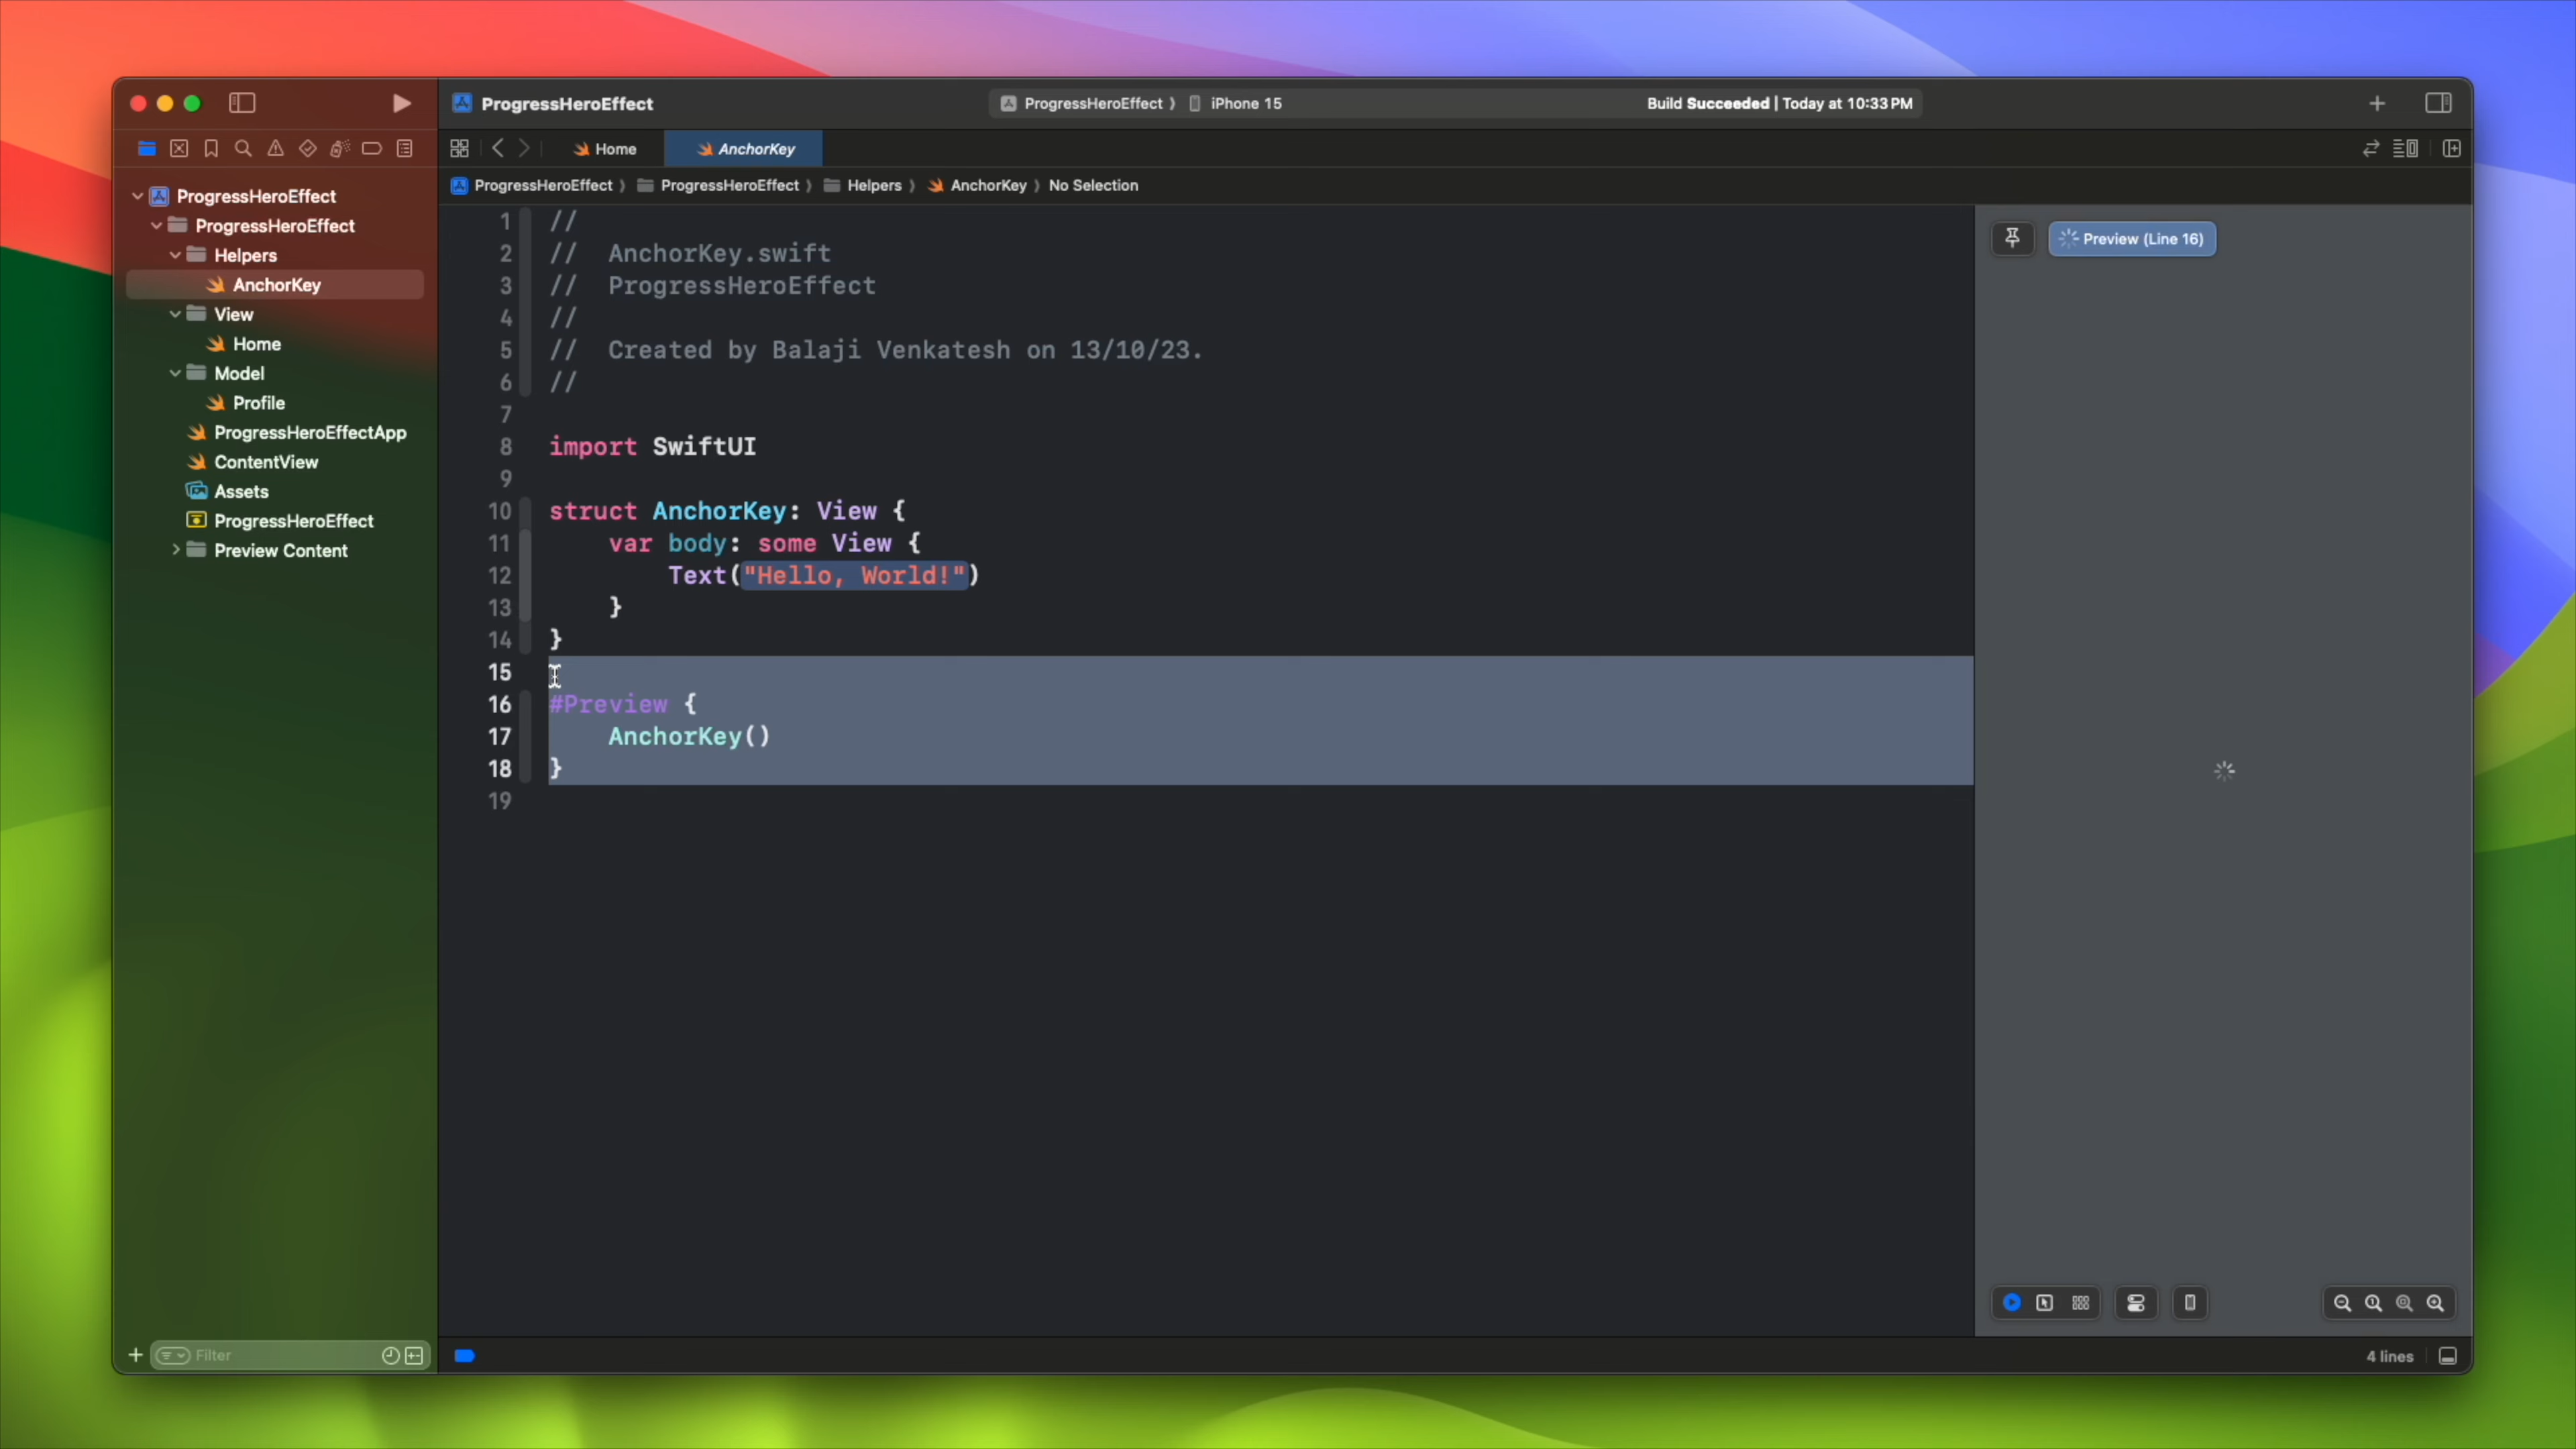 ProgressHeroEffect
ProgressHeroEffect 〉 iPhone 15
Build Succeeded | Today at 10:33 PM
Home
AnchorKey
ProgressHeroEffect 〉 ProgressHeroEffect 〉 Helpers 〉 AnchorKey 〉 No Selection
ProgressHeroEffect
ProgressHeroEffect
Helpers
AnchorKey
View
Home
Model
Profile
ProgressHeroEffectApp
ContentView
Assets
ProgressHeroEffect
Preview Content
Filter
1 //
2 //  AnchorKey.swift
3 //  ProgressHeroEffect
4 //
5 //  Created by Balaji Venkatesh on 13/10/23.
6 //
7
8 import SwiftUI
9
10 struct AnchorKey: View {
11     var body: some View {
12         Text("Hello, World!")
13     }
14 }
15
16 #Preview {
17     AnchorKey()
18 }
19
Preview (Line 16)
4 lines